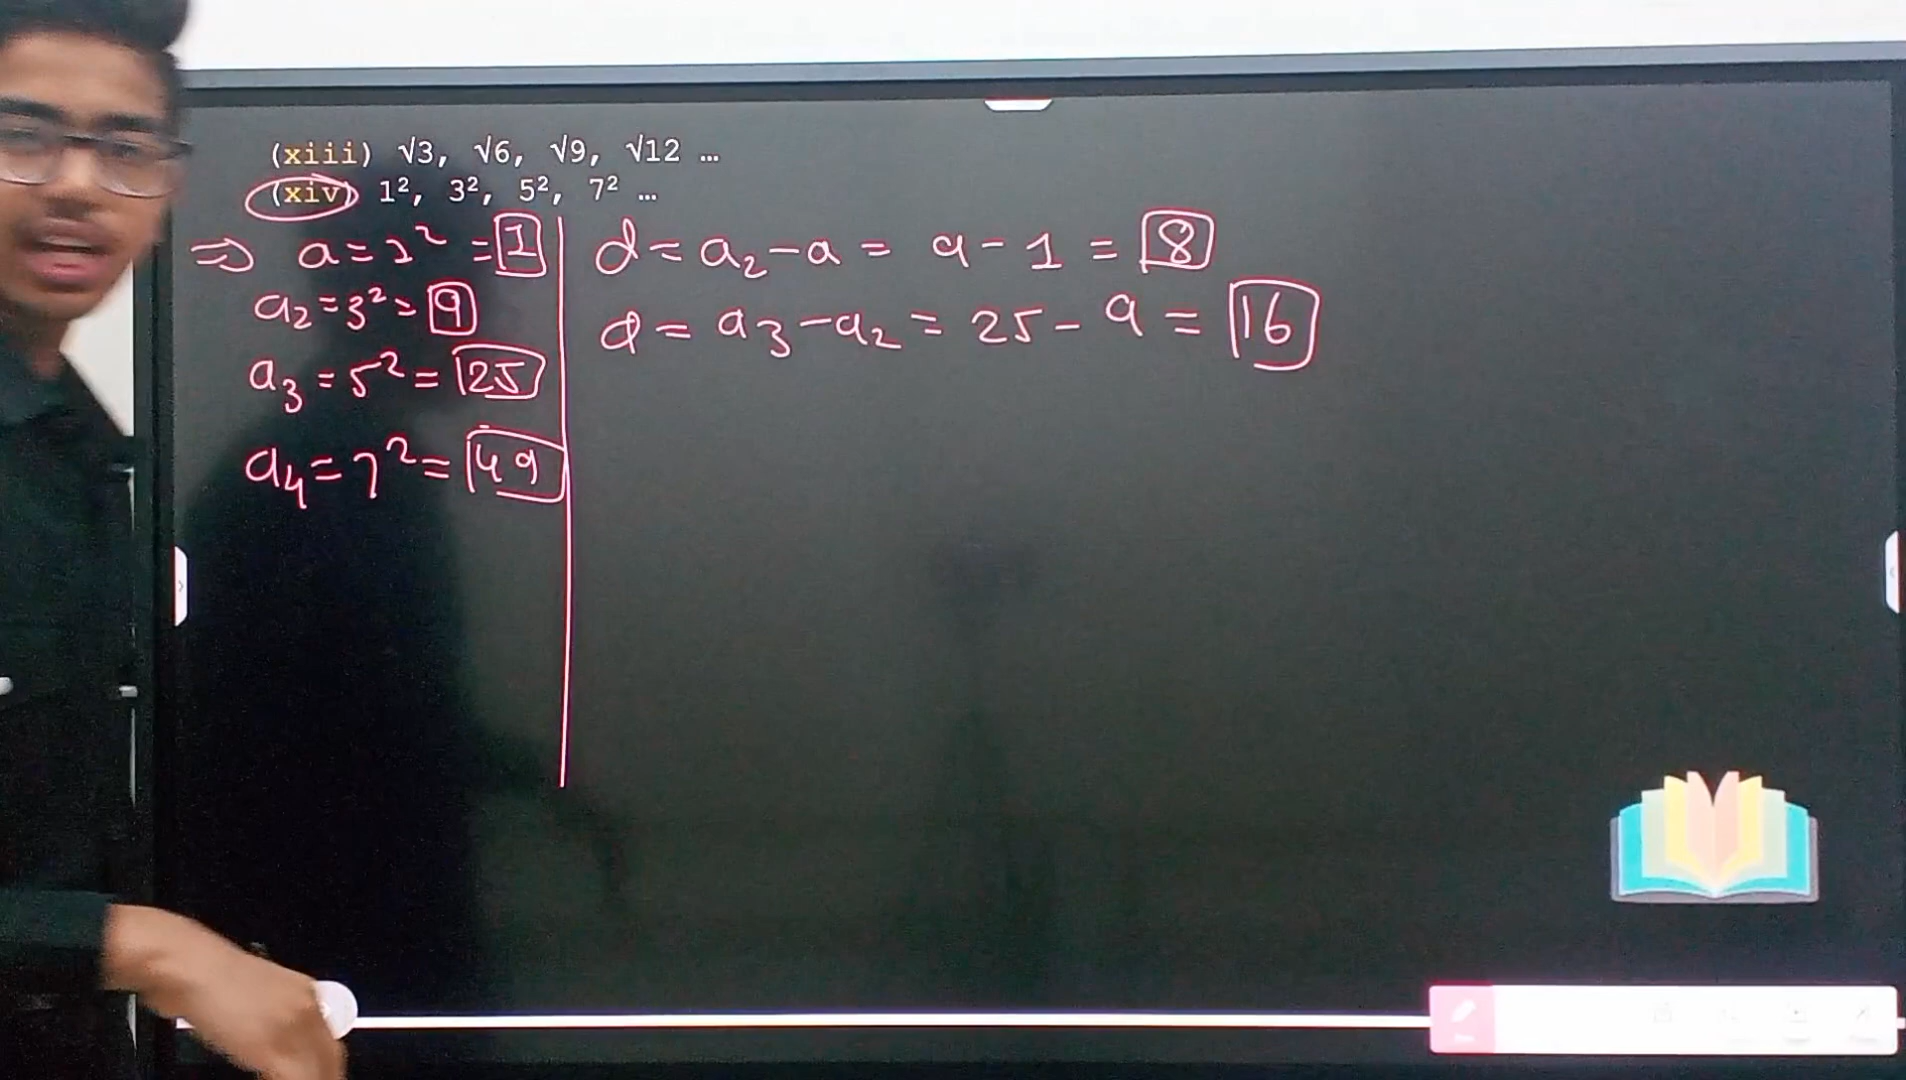 (xiii) √3, √6, √9, √12 …
(xiv) 1², 3², 5², 7² …
⇒ a = 1² = 1
a₂ = 3² = 9
a₃ = 5² = 25
a₄ = 7² = 49
d = a₂ - a = 9 - 1 = 8
d = a₃ - a₂ = 25 - 9 = 16